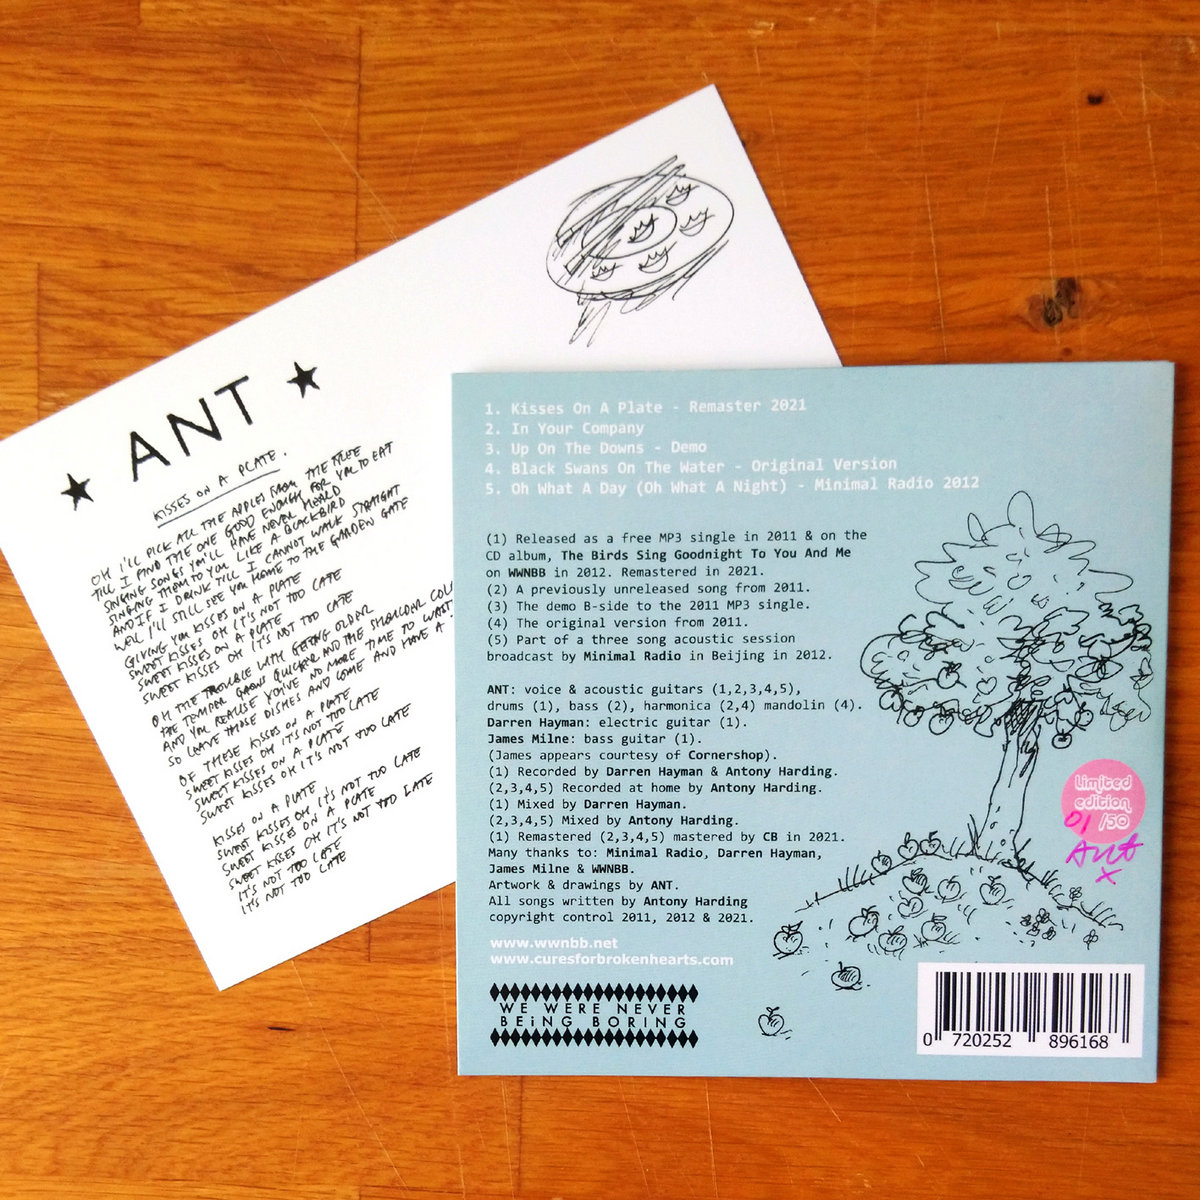 ★ ANT ★
KISSES ON A PLATE.
OH I'LL PICK ALL THE APPLES FROM THE TREE
TILL I FIND THE ONE GOOD ENOUGH FOR YOU TO EAT
SINGING SONGS YOU'LL HAVE NEVER HEARD
SINGING THEM TO YOU LIKE A BLACKBIRD
AND IF I DRINK TILL I CANNOT WALK STRAIGHT
WELL I'LL STILL SEE YOU HOME TO THE GARDEN GATE
GIVING YOU KISSES ON A PLATE
SWEET KISSES OH IT'S NOT TOO LATE
SWEET KISSES ON A PLATE
SWEET KISSES OH IT'S NOT TOO LATE
OH THE TROUBLE WITH GETTING OLDER
THE TEMPER GROWS QUICKER AND THE SHOULDER COL
AND YOU REALISE YOU'VE NO MORE TIME TO WAST
SO LEAVE THOSE DISHES AND COME AND HAVE A
OF THESE KISSES ON A PLATE
SWEET KISSES OH IT'S NOT TOO LATE
SWEET KISSES ON A PLATE
SWEET KISSES OH IT'S NOT TOO LATE
KISSES ON A PLATE
SWEET KISSES OH IT'S NOT TOO LATE
SWEET KISSES ON A PLATE
SWEET KISSES OH IT'S NOT TOO LATE
IT'S NOT TOO LATE
IT'S NOT TOO LATE
1. Kisses On A Plate - Remaster 2021
2. In Your Company
3. Up On The Downs - Demo
4. Black Swans On The Water - Original Version
5. Oh What A Day (Oh What A Night) - Minimal Radio 2012
(1) Released as a free MP3 single in 2011 & on the
CD album, The Birds Sing Goodnight To You And Me
on WWNBB in 2012. Remastered in 2021.
(2) A previously unreleased song from 2011.
(3) The demo B-side to the 2011 MP3 single.
(4) The original version from 2011.
(5) Part of a three song acoustic session
broadcast by Minimal Radio in Beijing in 2012.
ANT: voice & acoustic guitars (1,2,3,4,5),
drums (1), bass (2), harmonica (2,4) mandolin (4).
Darren Hayman: electric guitar (1).
James Milne: bass guitar (1).
(James appears courtesy of Cornershop).
(1) Recorded by Darren Hayman & Antony Harding.
(2,3,4,5) Recorded at home by Antony Harding.
(1) Mixed by Darren Hayman.
(2,3,4,5) Mixed by Antony Harding.
(1) Remastered (2,3,4,5) mastered by CB in 2021.
Many thanks to: Minimal Radio, Darren Hayman,
James Milne & WWNBB.
Artwork & drawings by ANT.
All songs written by Antony Harding
copyright control 2011, 2012 & 2021.
www.wwnbb.net
www.curesforbrokenhearts.com
WE WERE NEVER
BEiNG BORING
limited
edition
01 /50
Ant
x
0 720252 896168